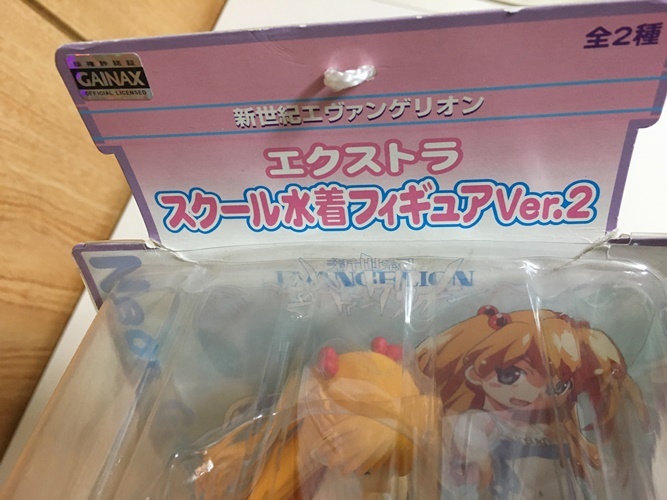 全2種
GAINAX
OFFICIAL LICENSED
新世紀エヴァンゲリオン
エクストラ
スクール水着フィギュアVer.2
EVANGELION